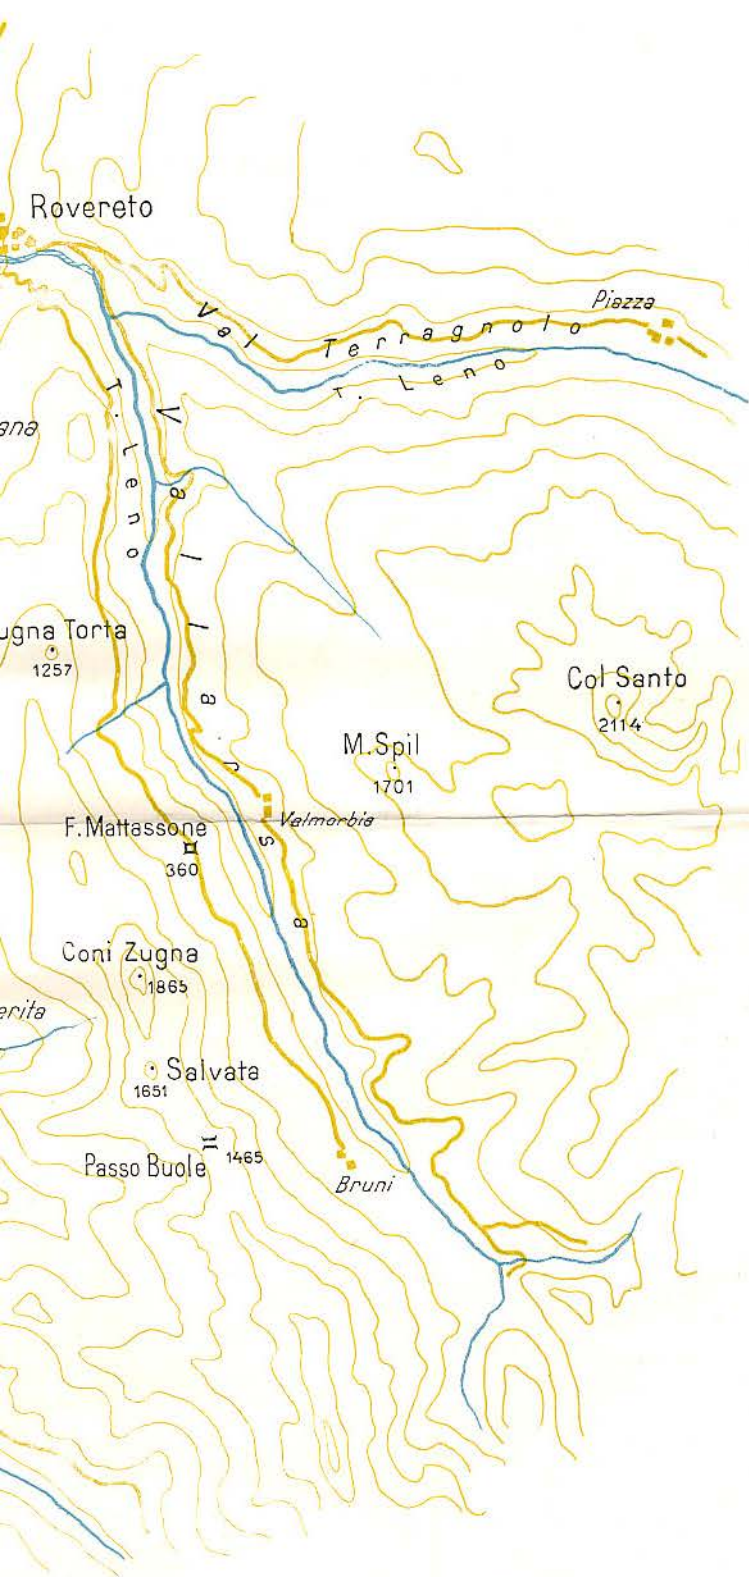 Rovereto
Piazza
Val Terragnolo
T. Leno
T. Leno
Vallarsa
ana
ugna Torta
1257
Col Santo
2114
M. Spil
1701
F. Mattassone
360
Valmorbia
Coni Zugna
1865
erita
Salvata
1651
Passo Buole
1465
Bruni